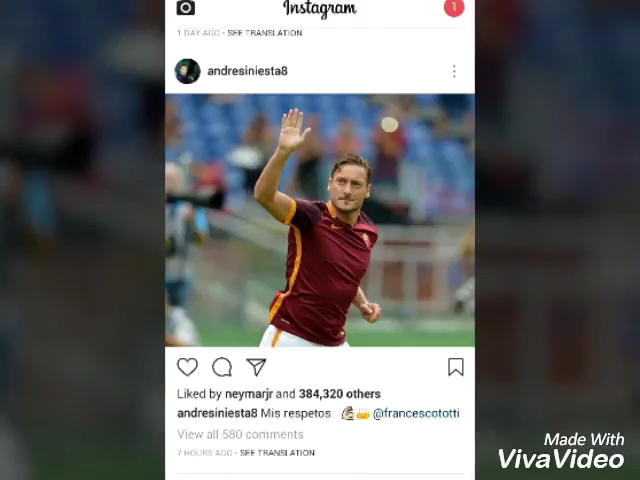 Instagram
1
1 DAY AGO • SEE TRANSLATION
andresiniesta8
Liked by neymarjr and 384,320 others
andresiniesta8 Mis respetos @francescototti
View all 580 comments
7 HOURS AGO • SEE TRANSLATION
Made With
VivaVideo